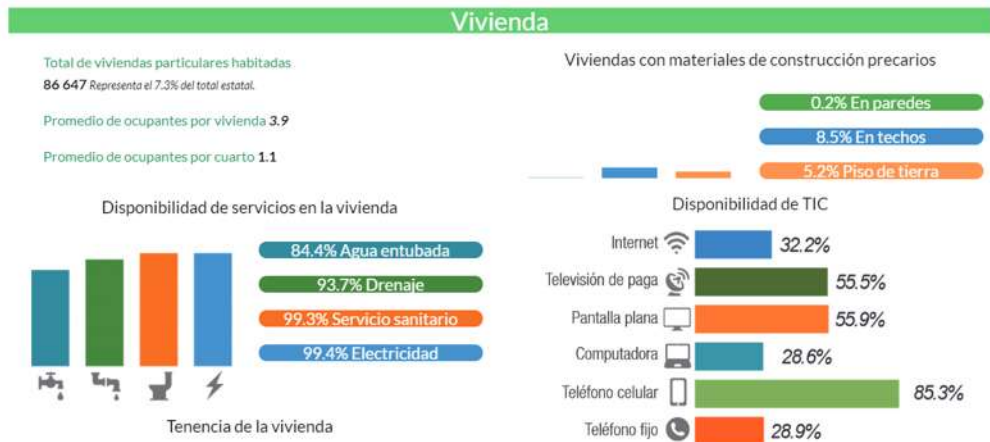 Vivienda
Total de viviendas particulares habitadas
86 647 Representa el 7.3% del total estatal.
Promedio de ocupantes por vivienda 3.9
Promedio de ocupantes por cuarto 1.1
Viviendas con materiales de construcción precarios
0.2% En paredes
8.5% En techos
5.2% Piso de tierra
Disponibilidad de servicios en la vivienda
84.4% Agua entubada
93.7% Drenaje
99.3% Servicio sanitario
99.4% Electricidad
Disponibilidad de TIC
Internet 32.2%
Televisión de paga 55.5%
Pantalla plana 55.9%
Computadora 28.6%
Teléfono celular 85.3%
Teléfono fijo 28.9%
Tenencia de la vivienda